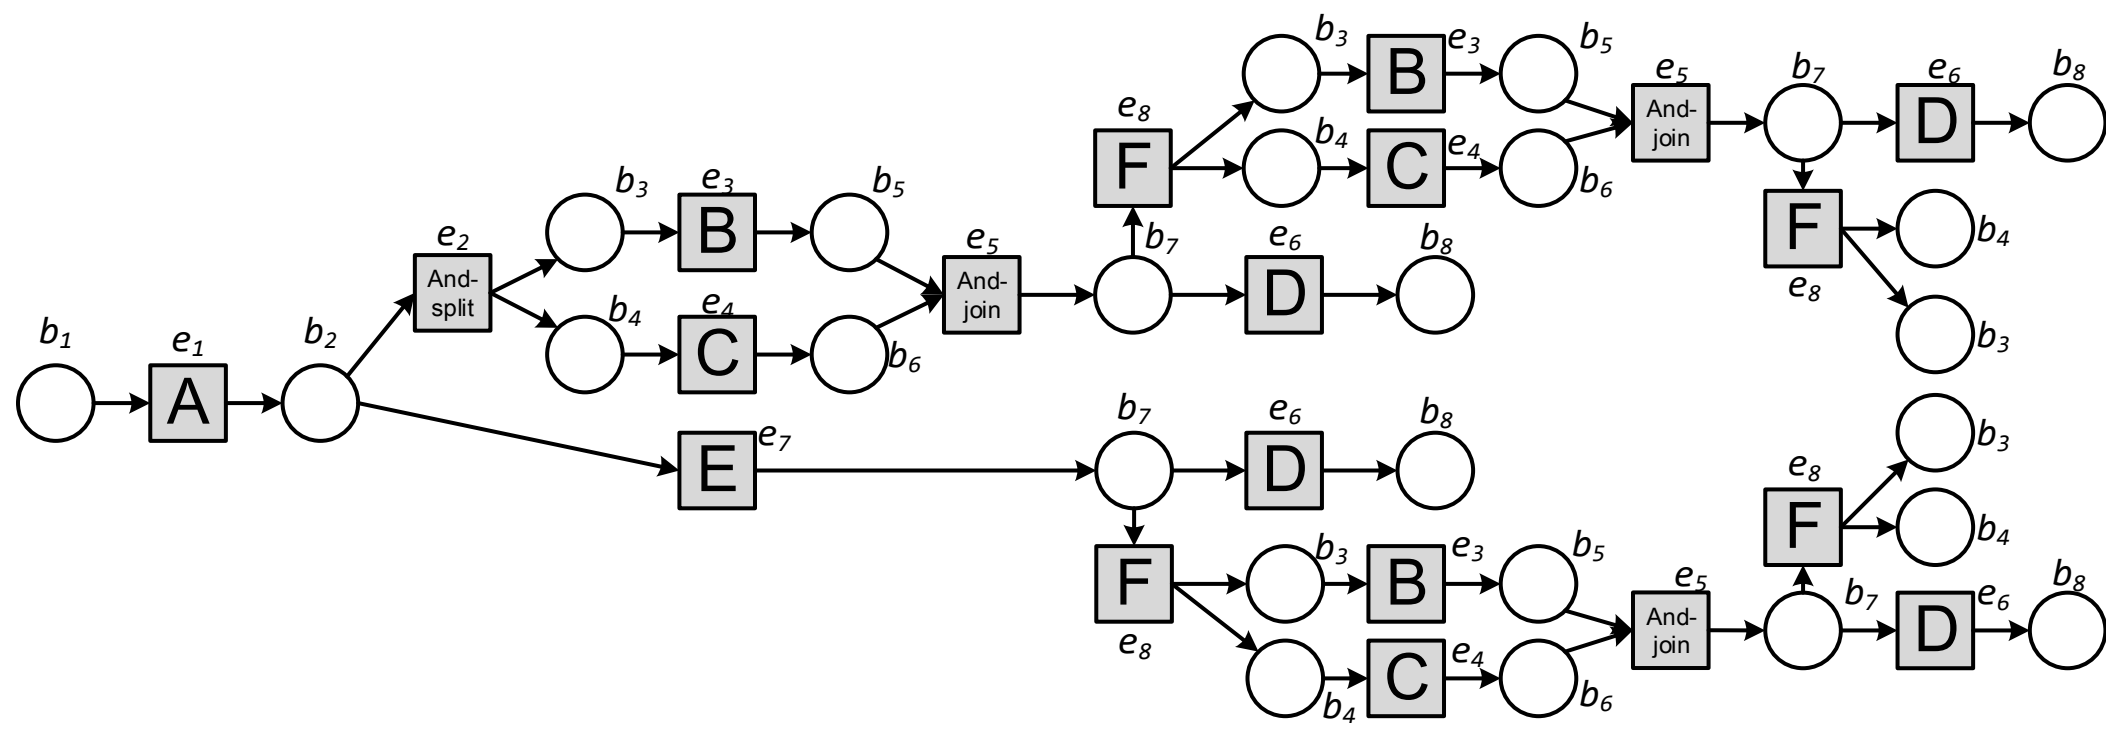 b₃ e₃ b₅
B
e₅ b₇ e₆ b₈
And-
join
D
e₈
F
b₄ e₄
C
b₆
F
e₈
b₄
b₃
b₃ e₃ b₅
B
e₂
And-
split
b₄ e₄
C
b₆
e₅
And-
join
b₇ e₆ b₈
D
b₁ e₁ b₂
A
E
e₇
b₇ e₆ b₈
D
F
e₈
b₃ e₃ b₅
B
b₄
C
e₄
b₆
e₅
And-
join
e₈
F
b₃
b₄
b₇
D
e₆
b₈